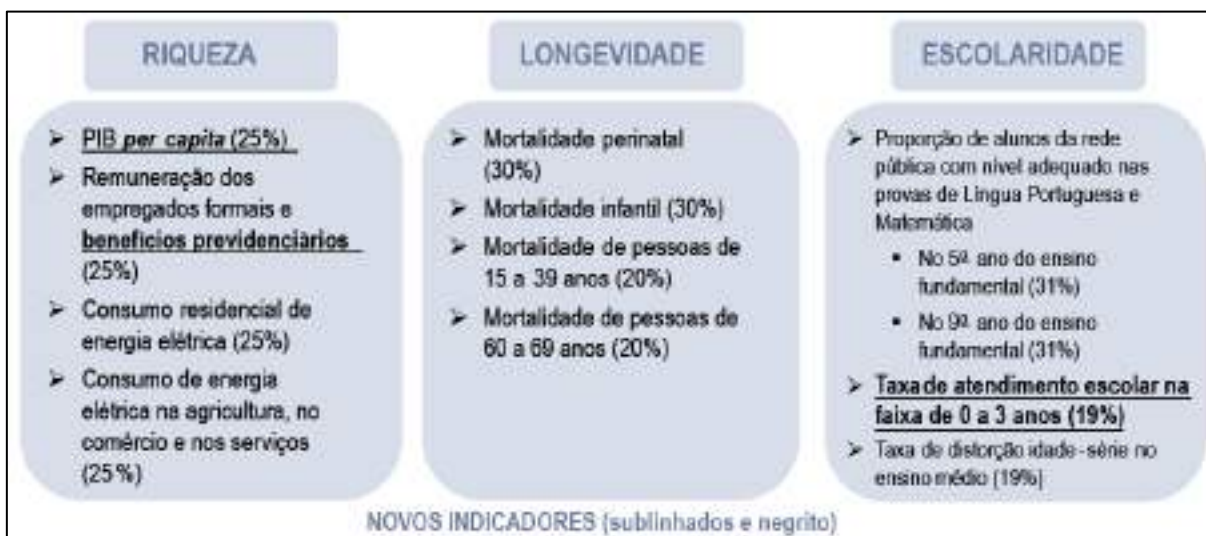 RIQUEZA
➤ PIB per capita (25%)
➤ Remuneração dos
empregados formais e
benefícios previdenciários
(25%)
➤ Consumo residencial de
energia elétrica (25%)
➤ Consumo de energia
elétrica na agricultura, no
comércio e nos serviços
(25%)
LONGEVIDADE
➤ Mortalidade perinatal
(30%)
➤ Mortalidade infantil (30%)
➤ Mortalidade de pessoas de
15 a 39 anos (20%)
➤ Mortalidade de pessoas de
60 a 69 anos (20%)
ESCOLARIDADE
➤ Proporção de alunos da rede
pública com nível adequado nas
provas de Língua Portuguesa e
Matemática
▪ No 5º ano do ensino
fundamental (31%)
▪ No 9º ano do ensino
fundamental (31%)
➤ Taxa de atendimento escolar na
faixa de 0 a 3 anos (19%)
➤ Taxa de distorção idade-série no
ensino médio (19%)
NOVOS INDICADORES (sublinhados e negrito)